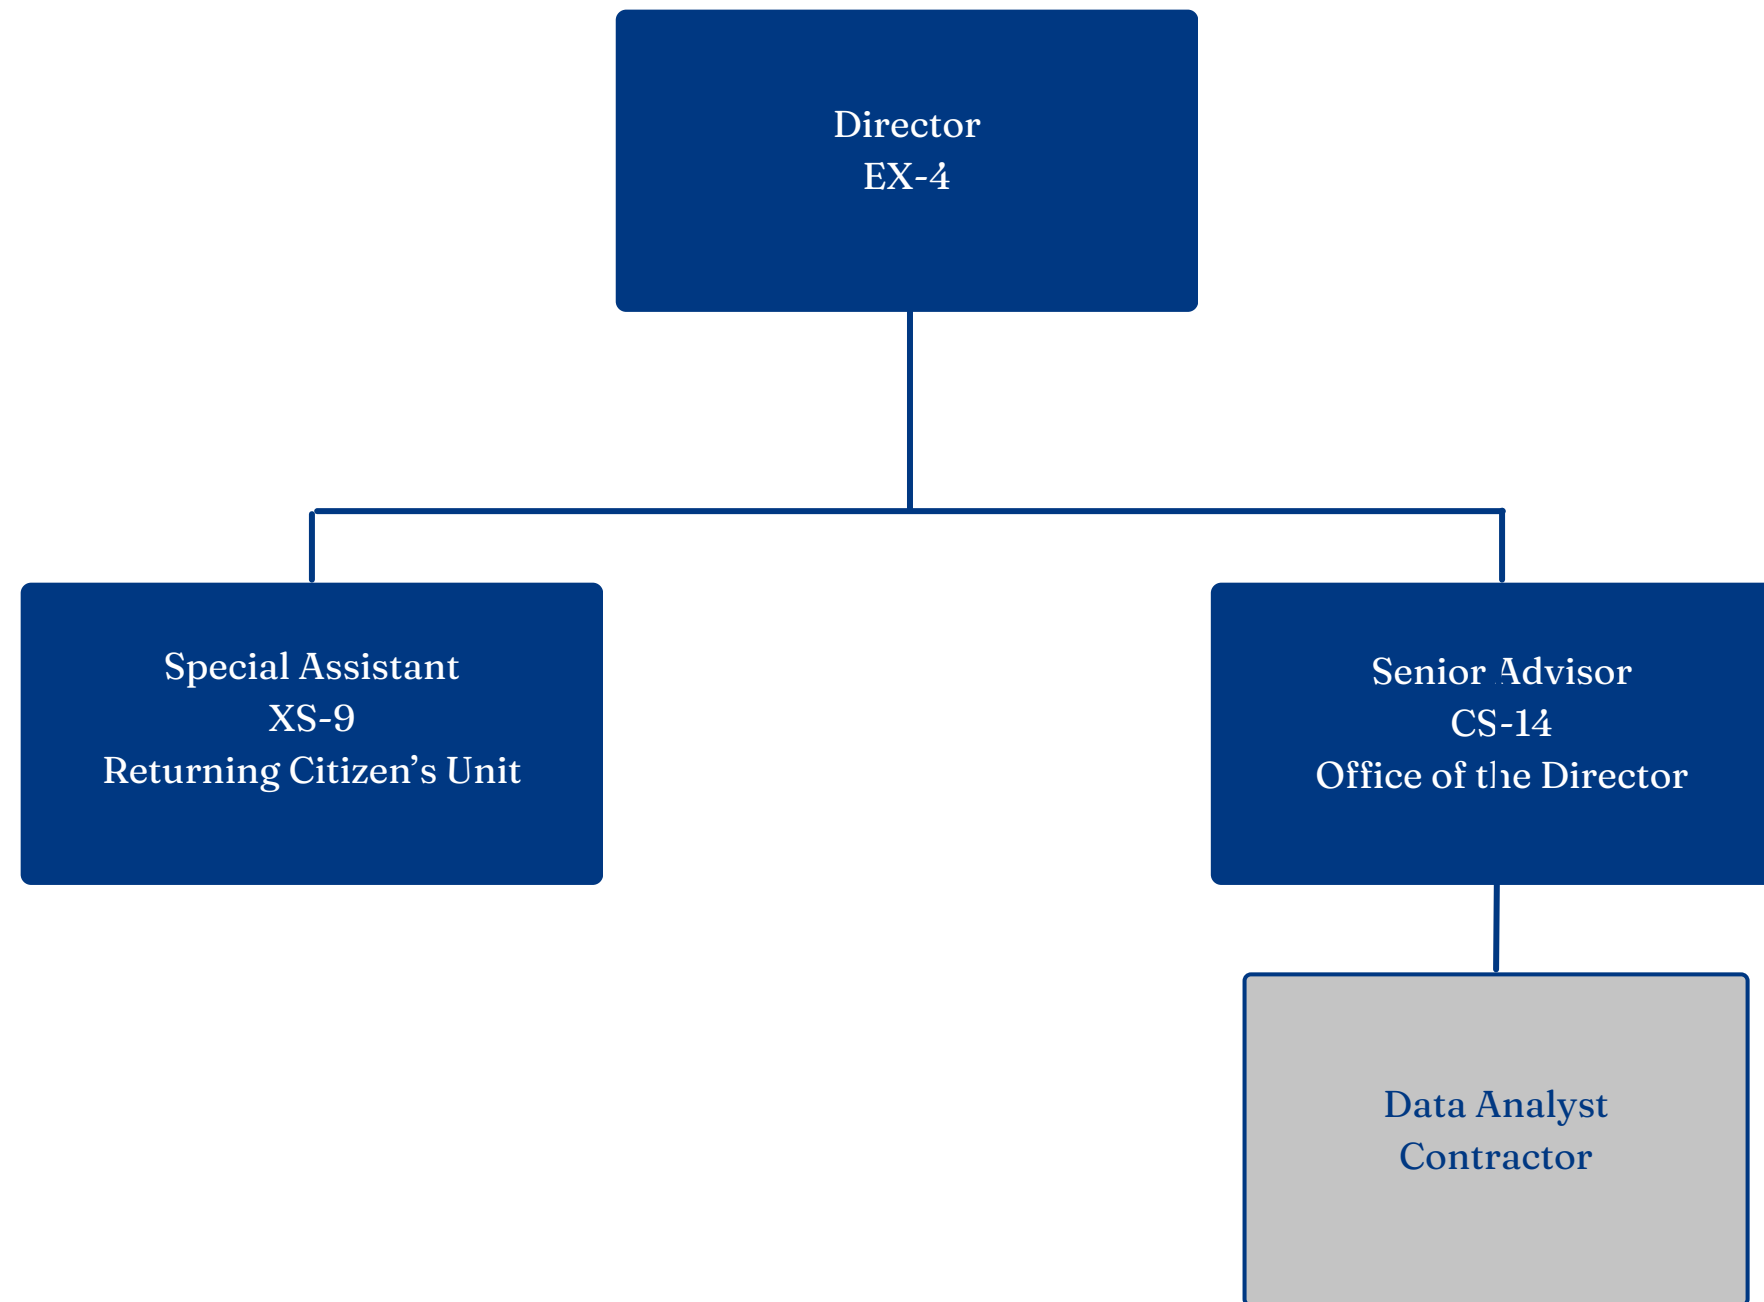 Director
EX-4
Special Assistant
XS-9
Returning Citizen’s Unit
Senior Advisor
CS-14
Office of the Director
Data Analyst
Contractor